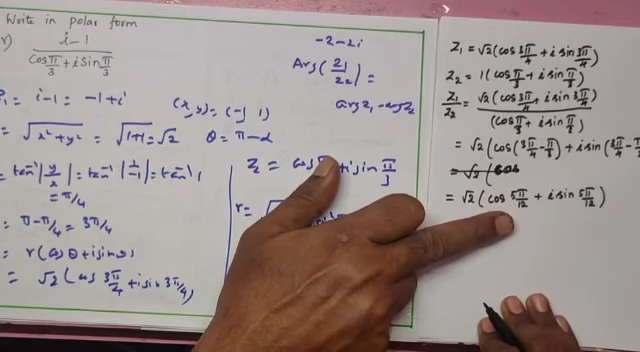 Write in polar form
v) i-1
cos π/3 + i sin π/3
-2-2i
Arg(z1/z2) =
arg z1 - arg z2
z1 = i-1 = -1+i
(x,y) = (-1, 1)
= √x²+y² = √1+1 = √2 θ = π-α
= tan⁻¹|y/x| = tan⁻¹|1/-1| = tan⁻¹ 1
= π/4
= π-π/4 = 3π/4
= r(cosθ+isinθ)
= √2 (cos 3π/4 + i sin 3π/4)
z2 = cos + i sin π/3
r =
z1 = √2 (cos 3π/4 + i sin 3π/4)
z2 = 1 (cos π/3 + i sin π/3)
z1/z2 = √2 (cos 3π/4 + i sin 3π/4)
(cos π/3 + i sin π/3)
= √2 (cos(3π/4 - π/3) + i sin(3π/4 -
= √2 (cos
= √2 (cos 5π/12 + i sin 5π/12)